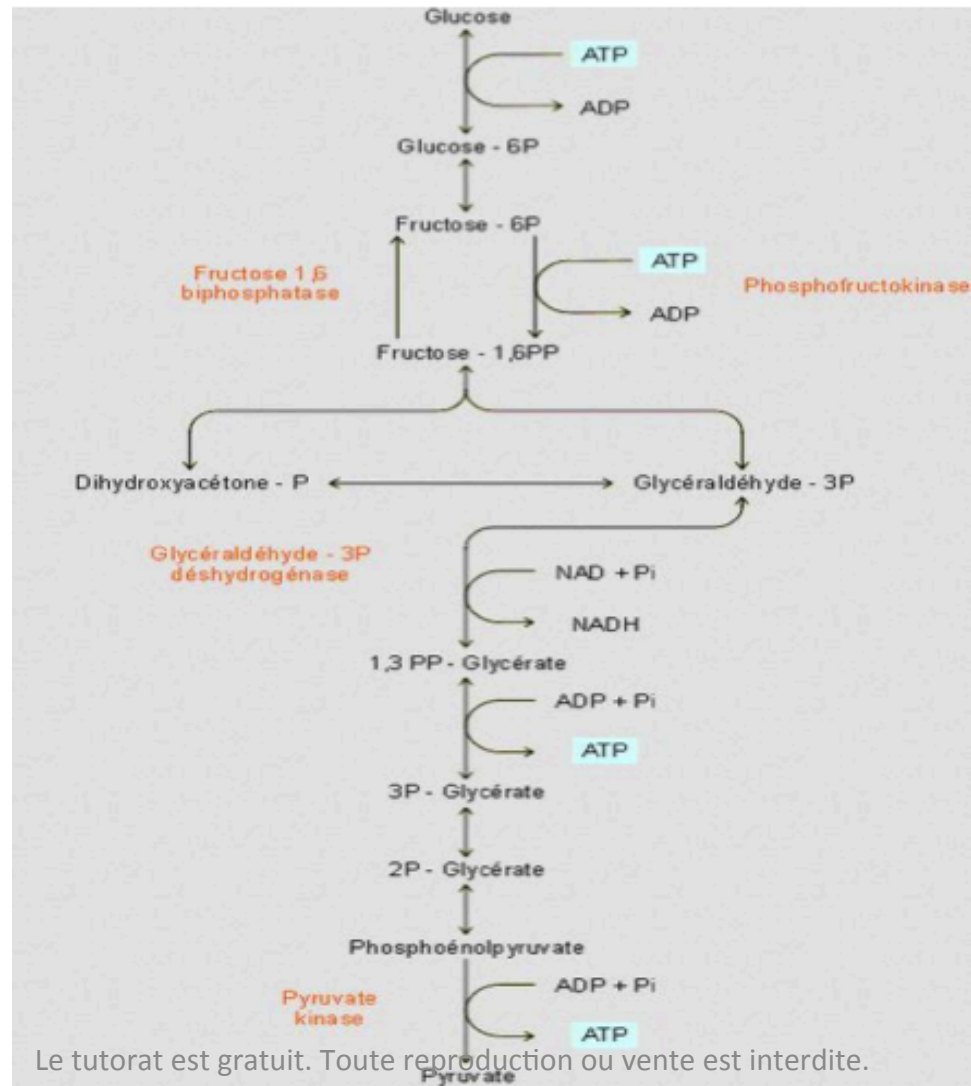 Glucose
ATP
ADP
Glucose - 6P
Fructose - 6P
Fructose 1,6
biphosphatase
ATP
Phosphofructokinase
ADP
Fructose - 1,6PP
Dihydroxyacétone - P
Glycéraldéhyde - 3P
Glycéraldéhyde - 3P
déshydrogénase
NAD + Pi
NADH
1,3 PP - Glycérate
ADP + Pi
ATP
3P - Glycérate
2P - Glycérate
Phosphoénolpyruvate
Pyruvate
kinase
ADP + Pi
ATP
Le tutorat est gratuit. Toute reproduction ou vente est interdite.
Pyruvate